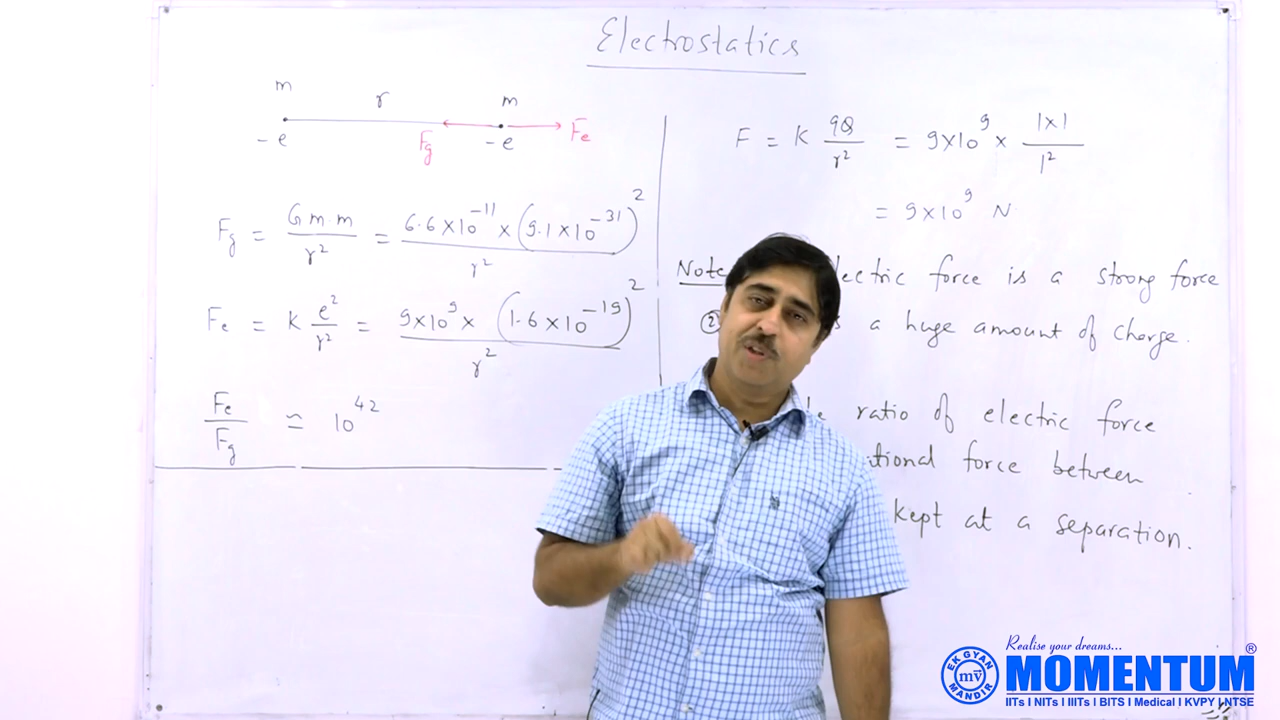 Electrostatics
m r m
-e Fg -e Fe
Fg = G m·m / r² = 6.6×10⁻¹¹ × (9.1×10⁻³¹)² / r²
Fe = K e² / r² = 9×10⁹ × (1.6×10⁻¹⁹)² / r²
Fe / Fg ≃ 10⁴²
F = K qQ / r² = 9×10⁹ × 1×1 / 1²
= 9×10⁹ N
Note force is a strong force
② a huge amount of charge.
ratio of electric force
force between
kept at a separation.
Realise your dreams...
EK GYAN MANDIR
mv
MOMENTUM ®
IITs | NITs | IIITs | BITS | Medical | KVPY | NTSE